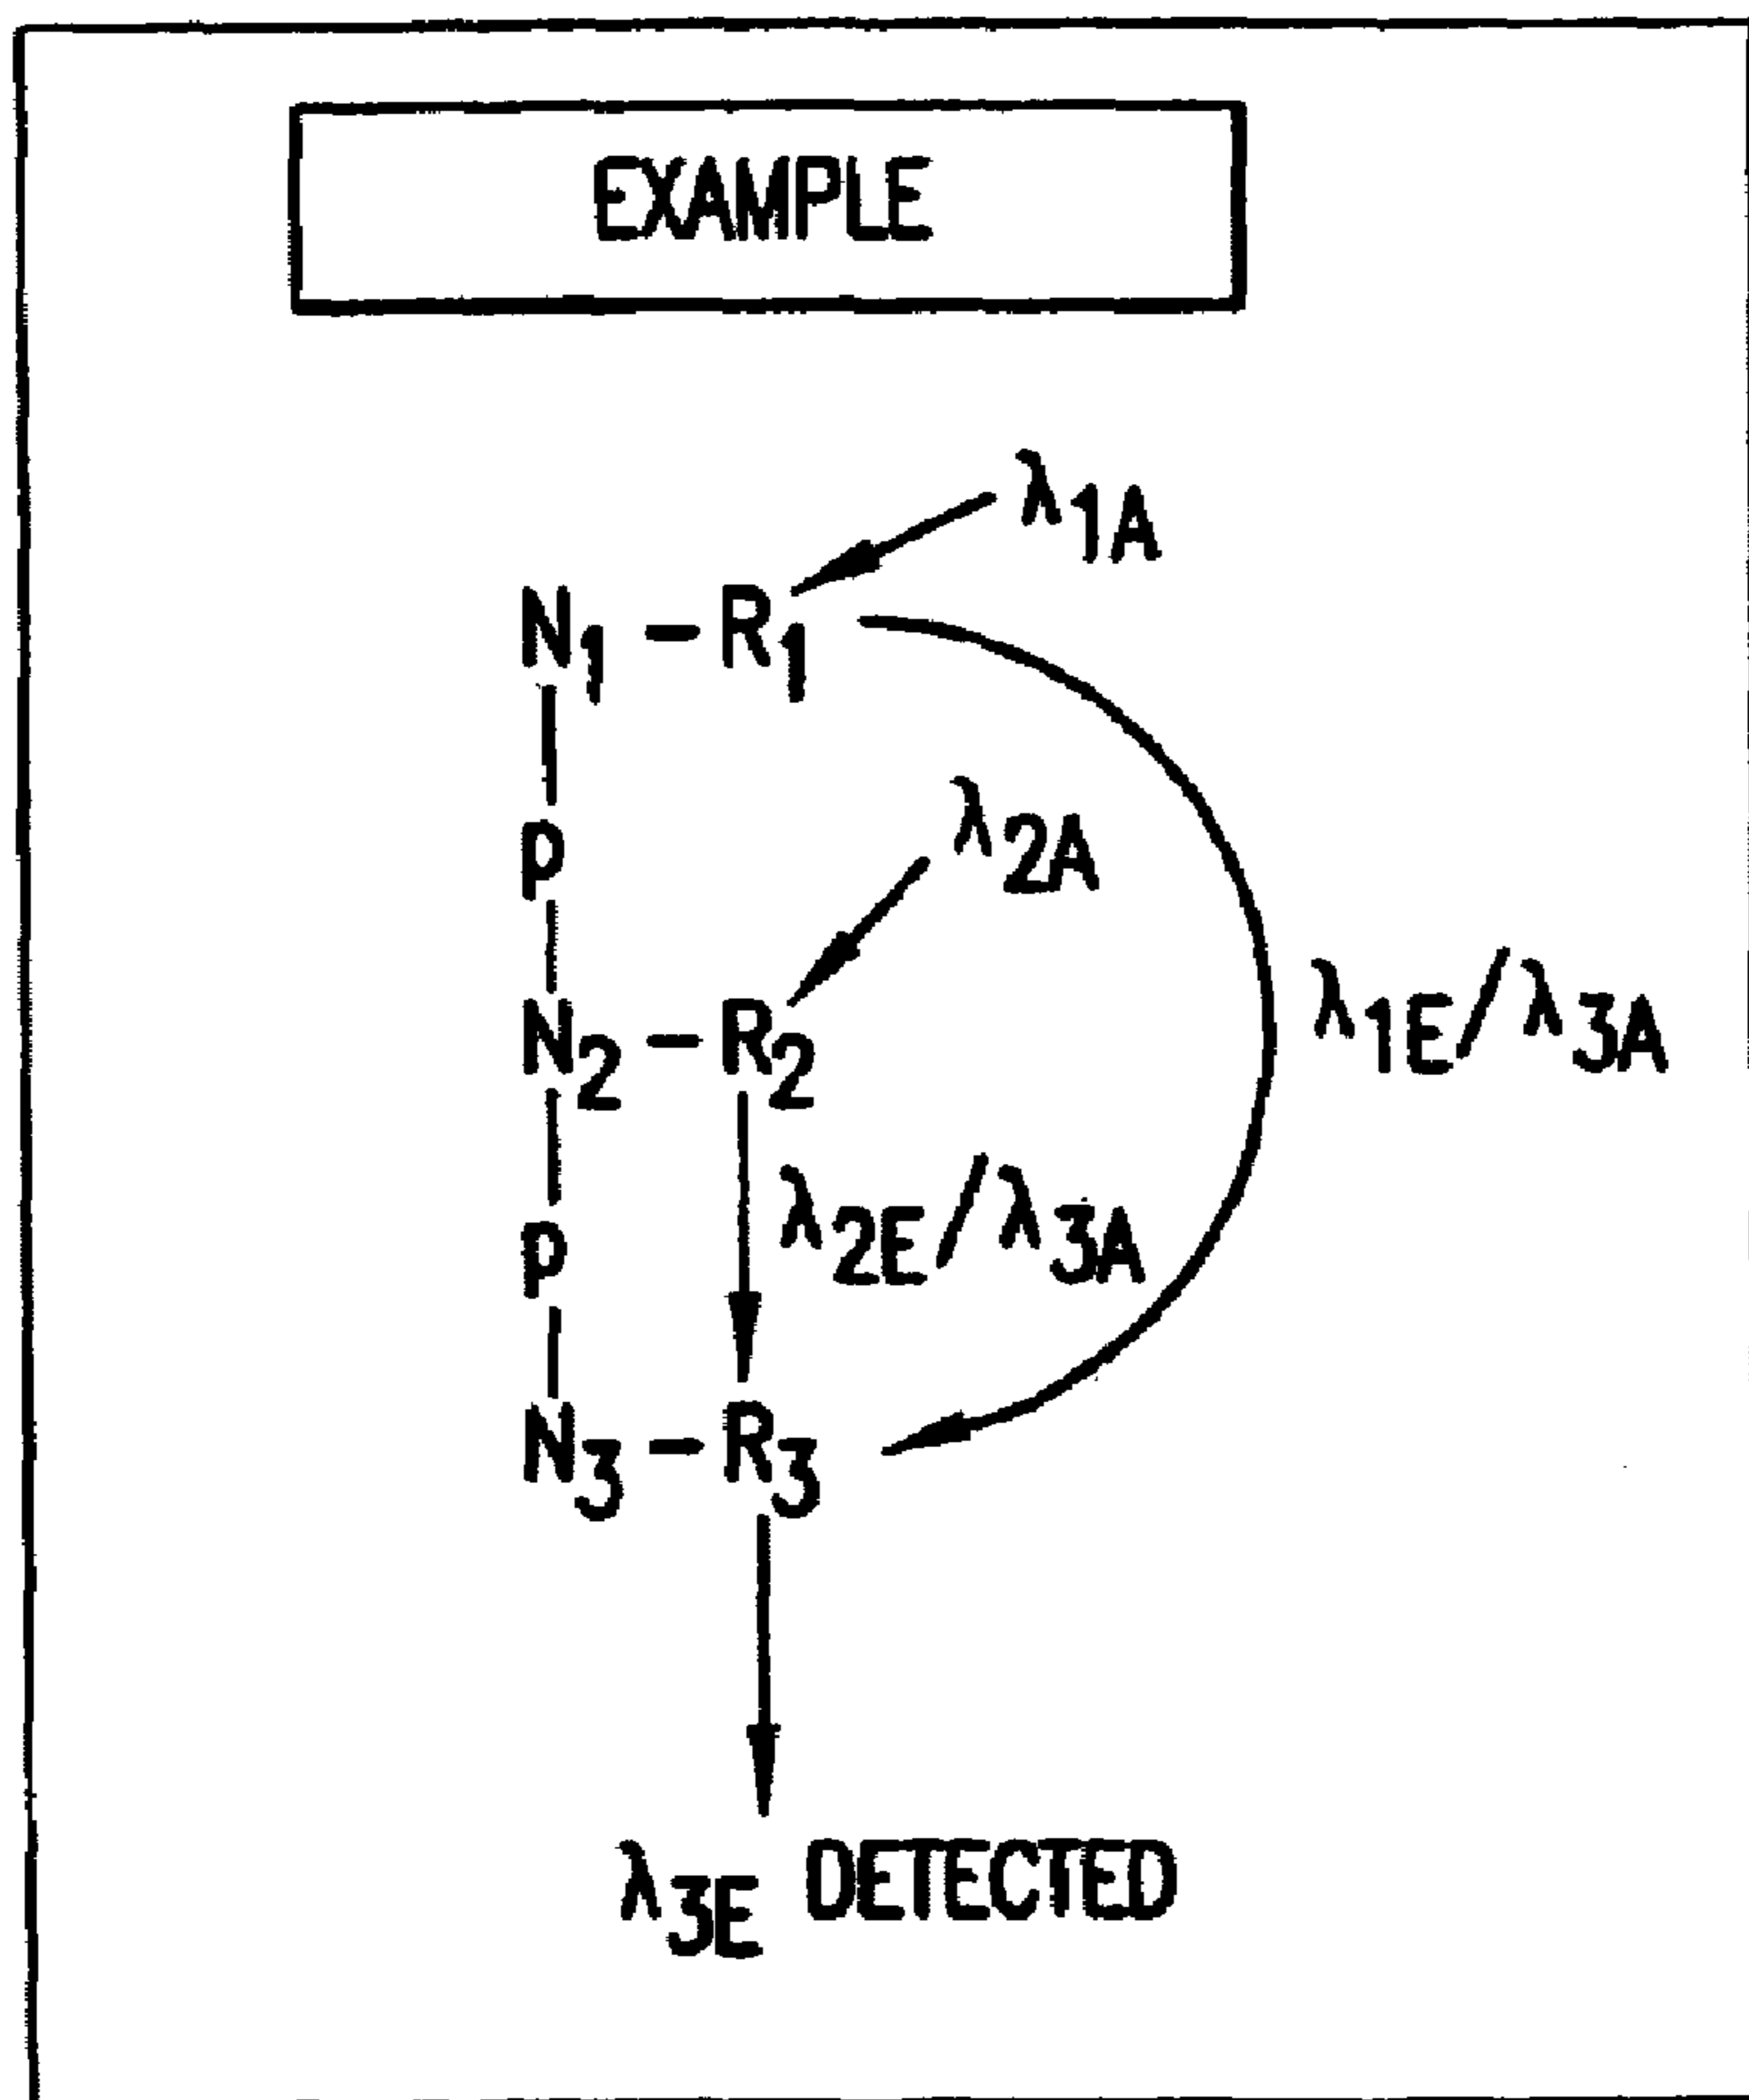 EXAMPLE
λ1A
N1-R1
λ2A
P
N2-R2
λ1E/λ3A
λ2E/λ3A
P
N3-R3
λ3E DETECTED